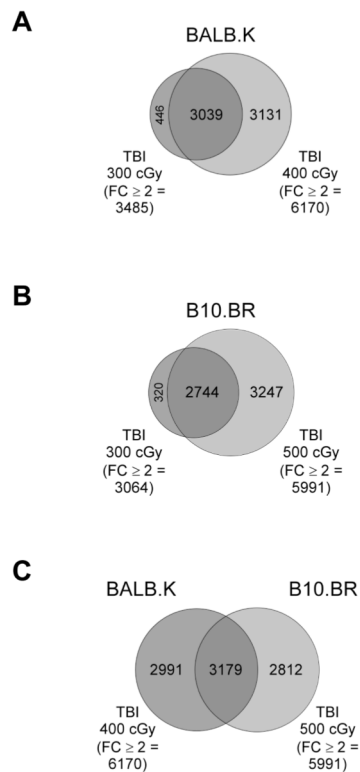 A
BALB.K
446
3039
3131
TBI
300 cGy
(FC ≥ 2 =
3485)
TBI
400 cGy
(FC ≥ 2 =
6170)
B
B10.BR
320
2744
3247
TBI
300 cGy
(FC ≥ 2 =
3064)
TBI
500 cGy
(FC ≥ 2 =
5991)
C
BALB.K
B10.BR
2991
3179
2812
TBI
400 cGy
(FC ≥ 2 =
6170)
TBI
500 cGy
(FC ≥ 2 =
5991)